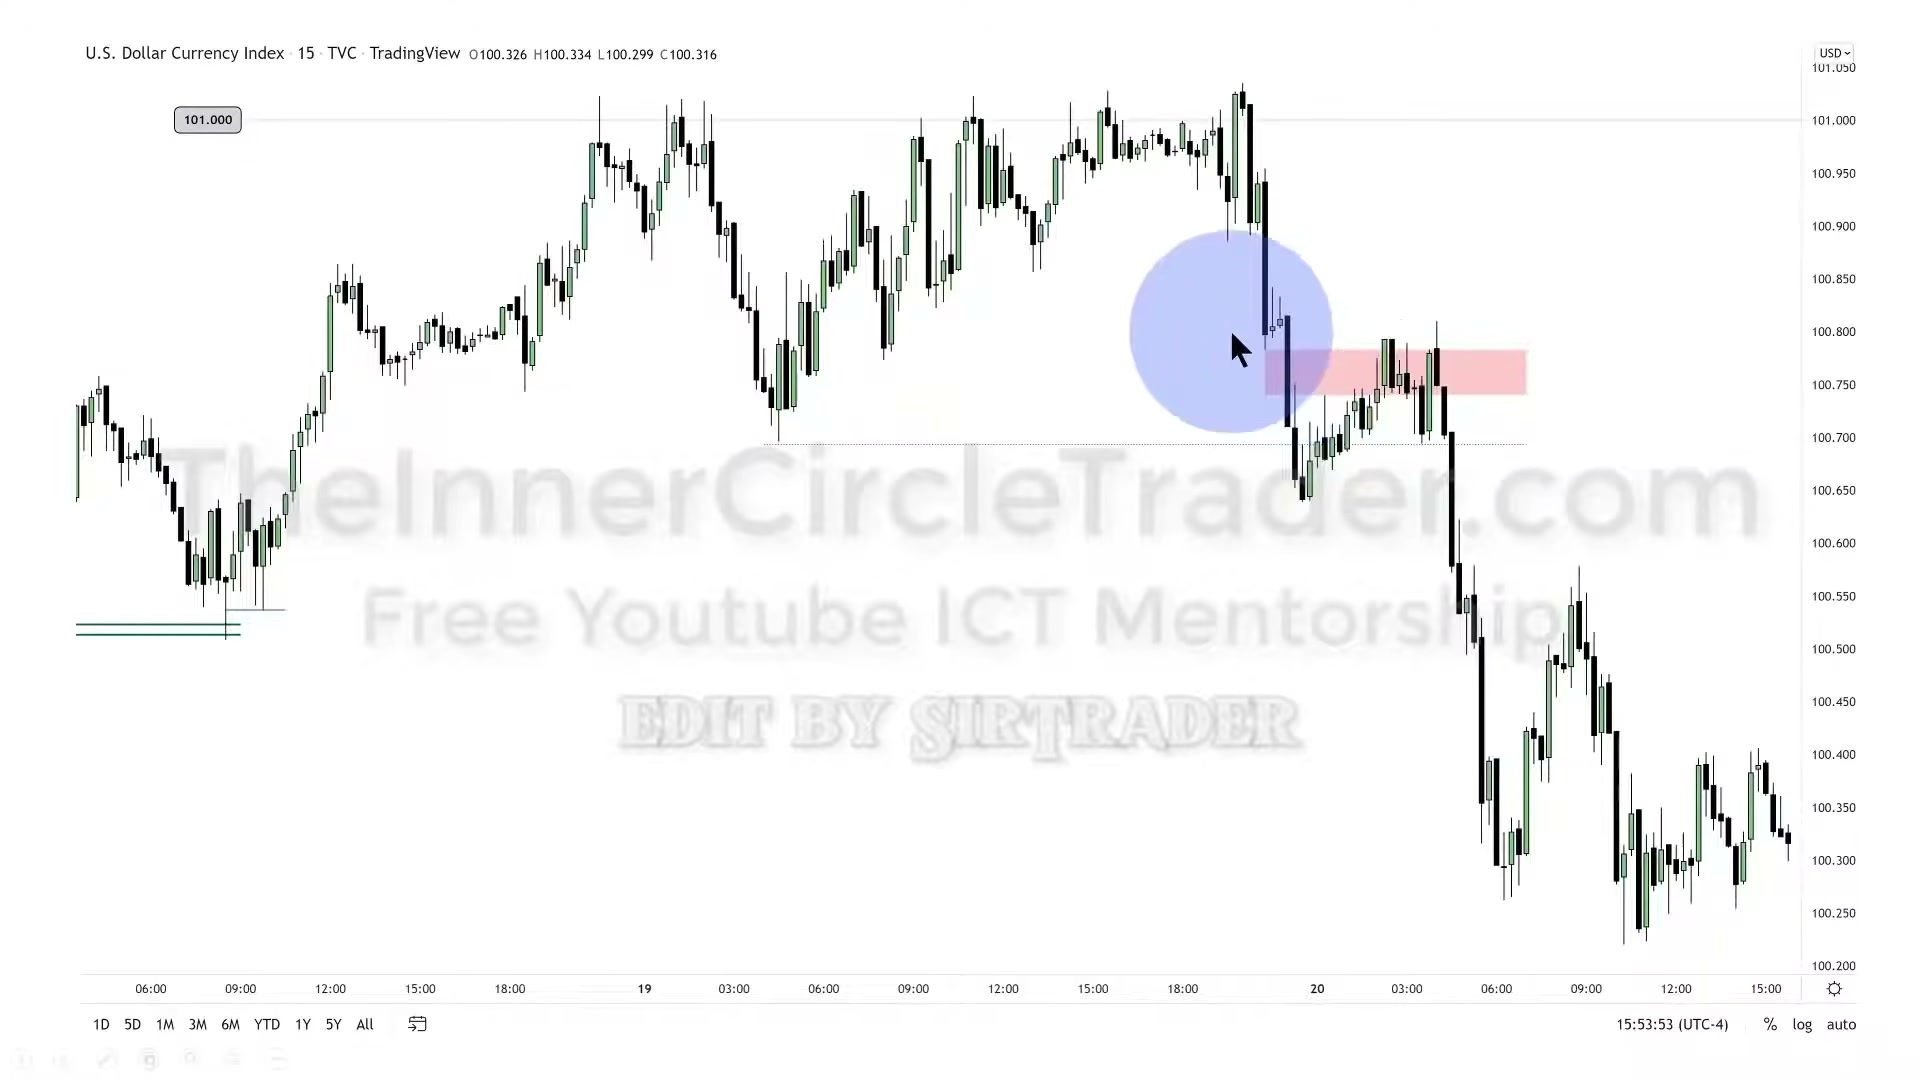 U.S. Dollar Currency Index · 15 · TVC · TradingView O100.326 H100.334 L100.299 C100.316
USD
101.050
101.000
101.000
100.950
100.900
100.850
100.800
100.750
100.700
100.650
100.600
100.550
100.500
100.450
100.400
100.350
100.300
100.250
100.200
TheInnerCircleTrader.com
Free Youtube ICT Mentorship
EDIT BY SIRTRADER
06:00 09:00 12:00 15:00 18:00 19 03:00 06:00 09:00 12:00 15:00 18:00 20 03:00 06:00 09:00 12:00 15:00
1D 5D 1M 3M 6M YTD 1Y 5Y All 15:53:53 (UTC-4) % log auto